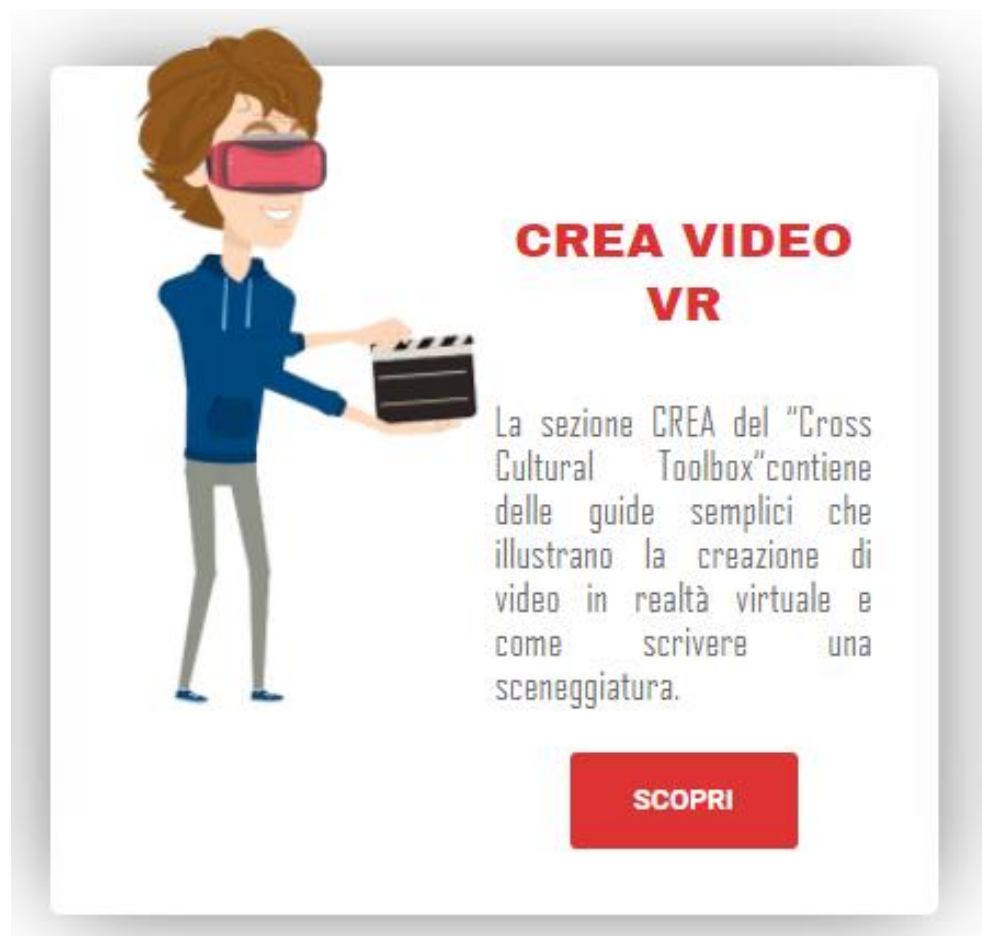 CREA VIDEO
VR
La sezione CREA del “Cross
Cultural Toolbox”contiene
delle guide semplici che
illustrano la creazione di
video in realtà virtuale e
come scrivere una
sceneggiatura.
SCOPRI